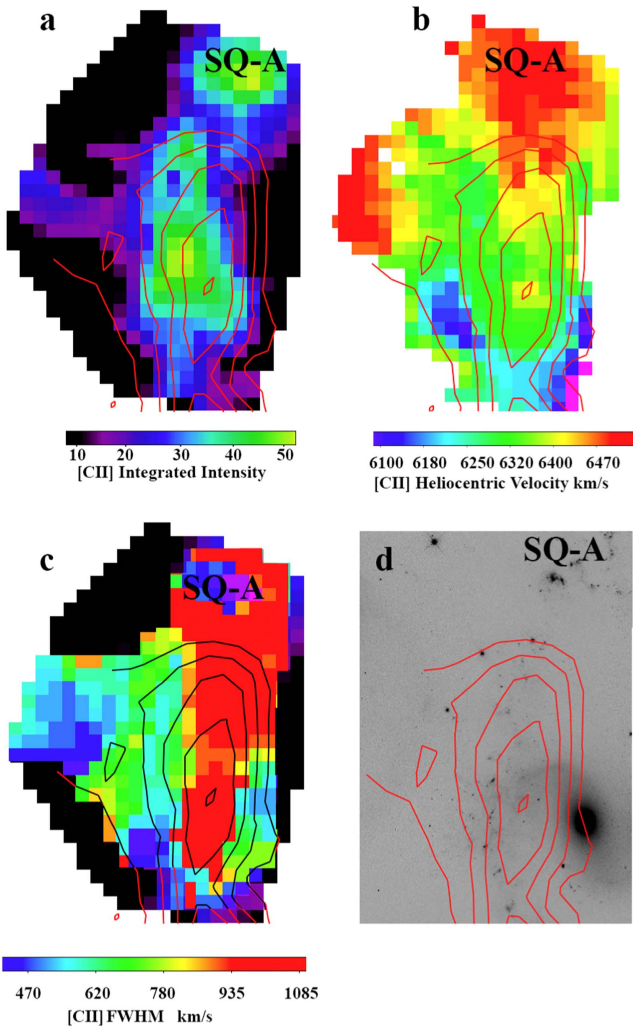 a
SQ-A
b
SQ-A
10 20 30 40 50
[CII] Integrated Intensity
6100 6180 6250 6320 6400 6470
[CII] Heliocentric Velocity km/s
c
SQ-A
d
SQ-A
470 620 780 935 1085
[CII] FWHM km/s